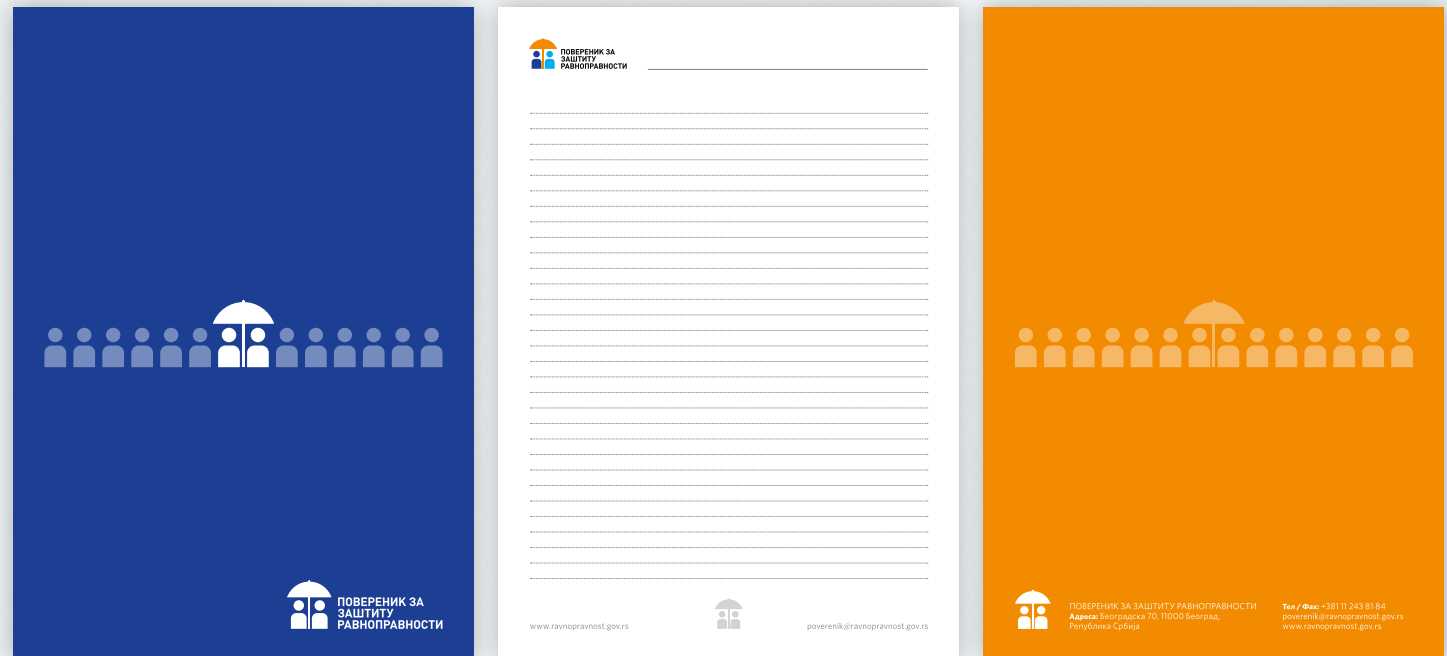 ПОВЕРЕНИК ЗА
ЗАШТИТУ
РАВНОПРАВНОСТИ
ПОВЕРЕНИК ЗА
ЗАШТИТУ
РАВНОПРАВНОСТИ
www.ravnopravnost.gov.rs
poverenik@ravnopravnost.gov.rs
ПОВЕРЕНИК ЗА ЗАШТИТУ РАВНОПРАВНОСТИ
Адреса: Београдска 70, 11000 Београд,
Република Србија
Тел / Фах: +381 11 243 81 84
poverenik@ravnopravnost.gov.rs
www.ravnopravnost.gov.rs